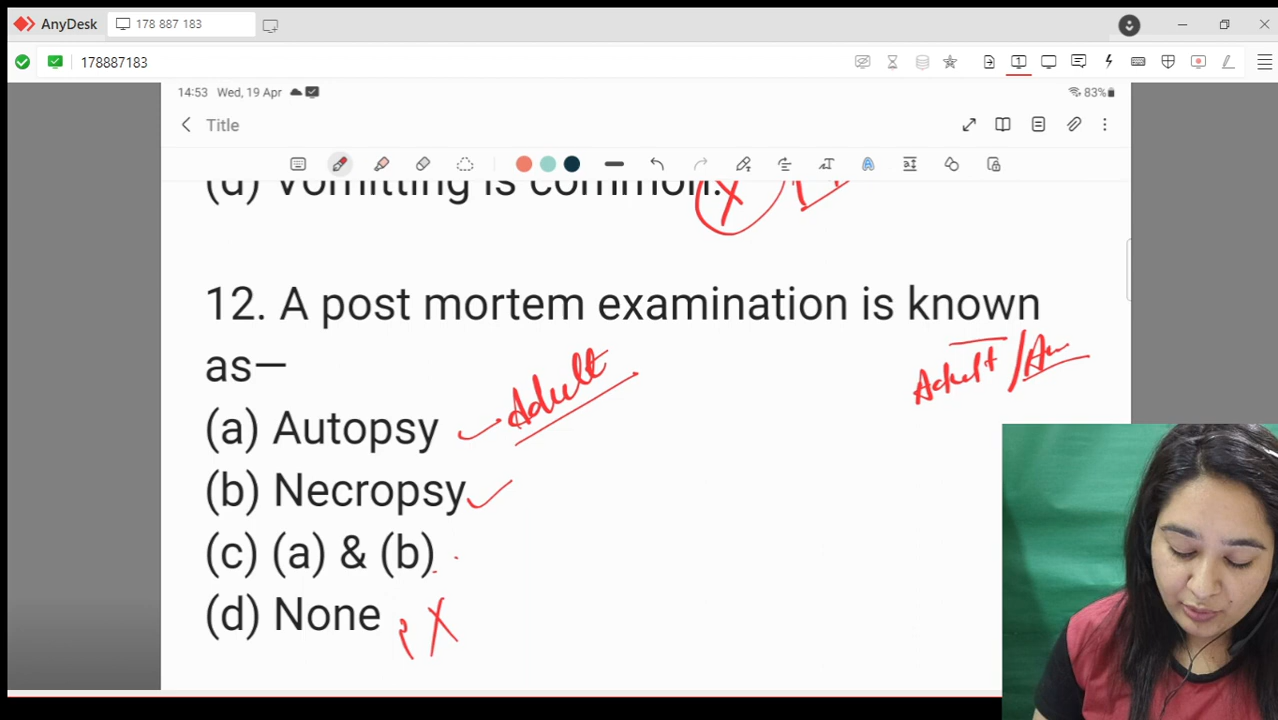 AnyDesk
178 887 183
178887183
14:53 Wed, 19 Apr
83%
Title
(d) Vomitting is common.
12. A post mortem examination is known
as—
Adult /
(a) Autopsy Adult
(b) Necropsy
(c) (a) & (b)
(d) None